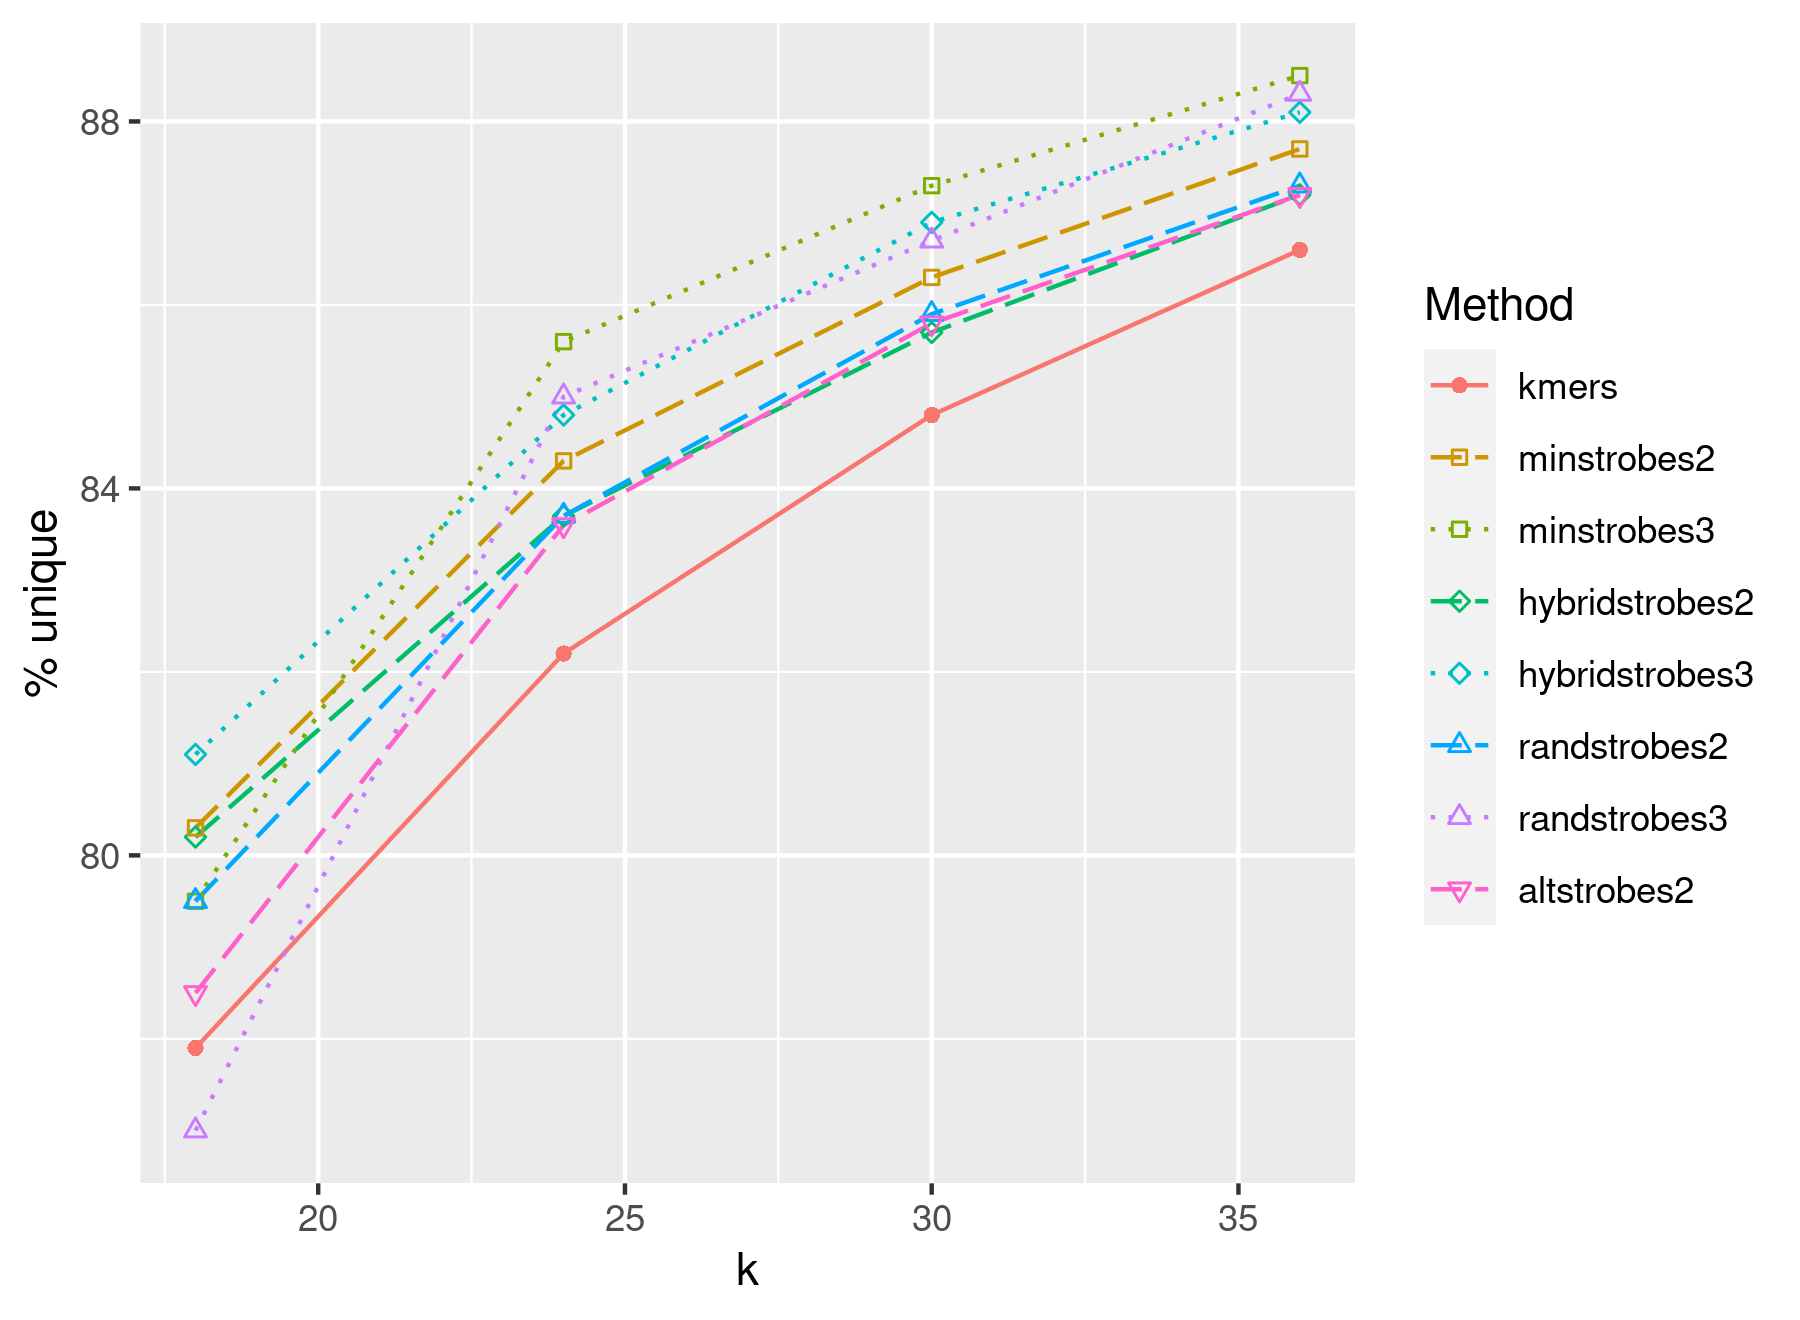 88
84
80
% unique
20 25 30 35
k
Method
kmers
minstrobes2
minstrobes3
hybridstrobes2
hybridstrobes3
randstrobes2
randstrobes3
altstrobes2